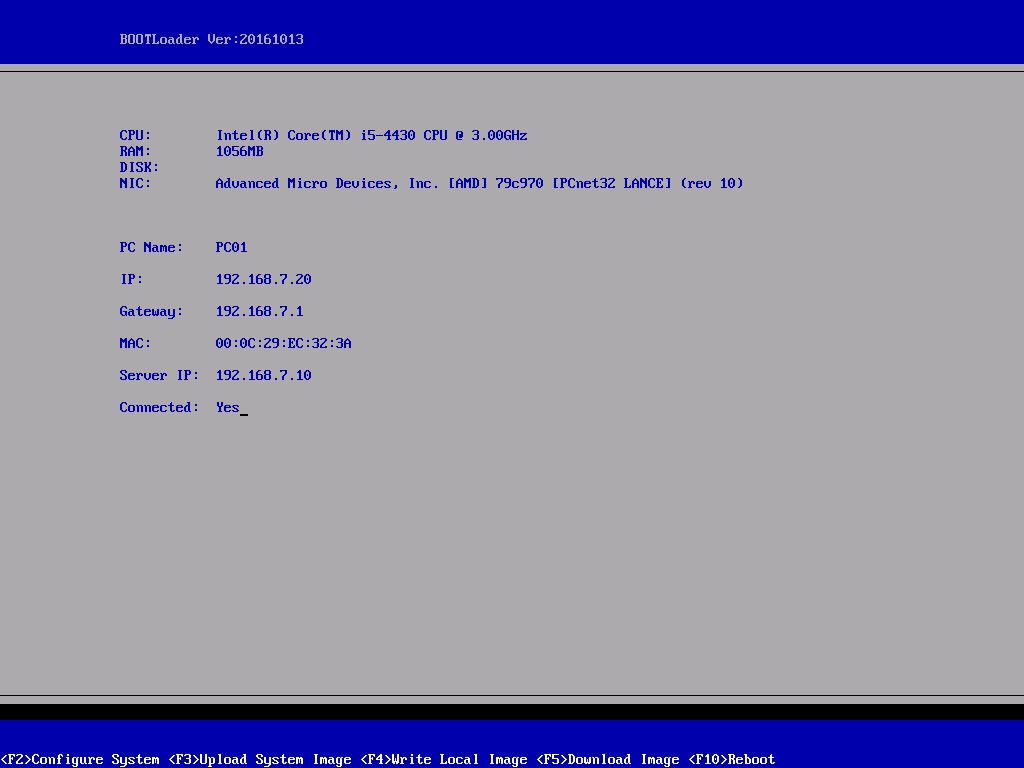 BOOTLoader Ver:20161013
CPU: Intel(R) Core(TM) i5-4430 CPU @ 3.00GHz
RAM: 1056MB
DISK:
NIC: Advanced Micro Devices, Inc. [AMD] 79c970 [PCnet32 LANCE] (rev 10)
PC Name: PC01
IP: 192.168.7.20
Gateway: 192.168.7.1
MAC: 00:0C:29:EC:32:3A
Server IP: 192.168.7.10
Connected: Yes_
<F2>Configure System <F3>Upload System Image <F4>Write Local Image <F5>Download Image <F10>Reboot